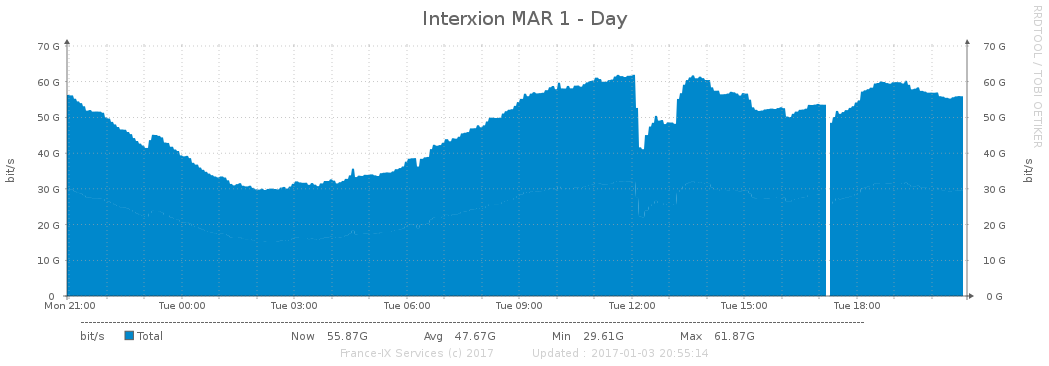 Interxion MAR 1 - Day
RRDTOOL / TOBI OETIKER
bit/s
bit/s
70 G 70 G
60 G 60 G
50 G 50 G
40 G 40 G
30 G 30 G
20 G 20 G
10 G 10 G
0 0 G
Mon 21:00 Tue 00:00 Tue 03:00 Tue 06:00 Tue 09:00 Tue 12:00 Tue 15:00 Tue 18:00
bit/s Total Now 55.87G Avg 47.67G Min 29.61G Max 61.87G
France-IX Services (c) 2017 Updated : 2017-01-03 20:55:14